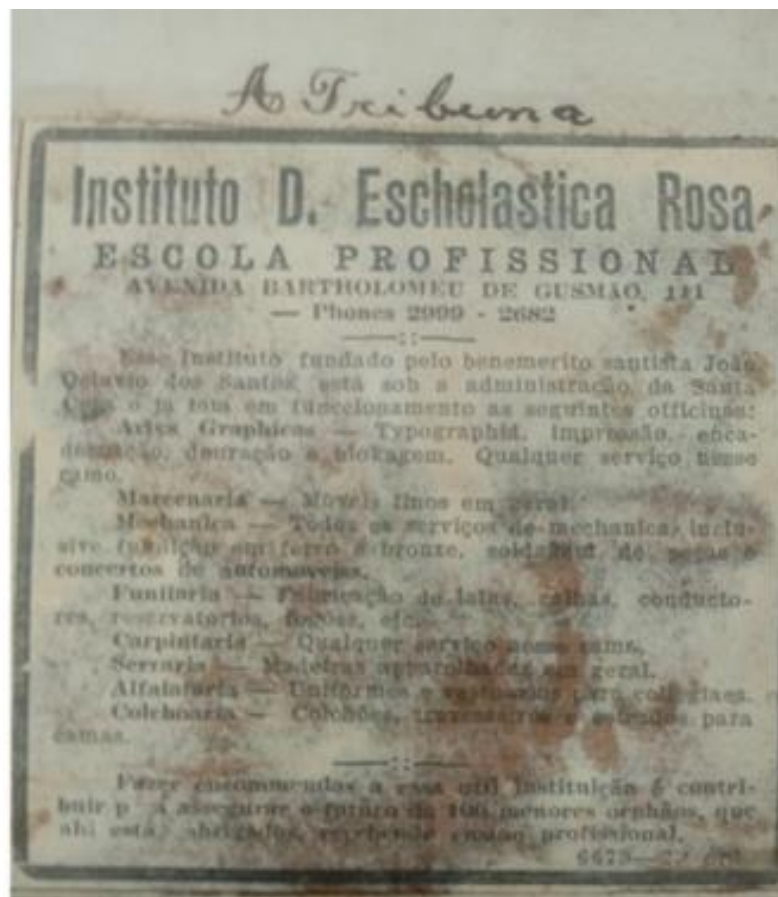 A Tribuna
Instituto D. Escholastica Rosa
ESCOLA PROFISSIONAL
AVENIDA BARTHOLOMEU DE GUSMÃO, 111
— Phones 2999 - 2682
Esse Instituto fundado pelo benemerito santista João
Octavio dos Santos, está sob a administração da Santa
Casa e ja tem em funccionamento as seguintes officinas:
Artes Graphicas — Typographia, impressão, enca-
dernação, douração e blokagem. Qualquer serviço nesse
ramo.
Marcenaria — Moveis finos em geral.
Mechanica — Todos os serviços de mechanica, inclu-
sive fundição em ferro e bronze, soldagem de peças e
concertos de automoveis.
Funilaria — Fabricação de latas, calhas, conducto-
res, reservatorios, fogões, etc.
Carpintaria — Qualquer serviço nesse ramo.
Serraria — Madeiras apparelhadas em geral.
Alfaiataria — Uniformes e vestuarios para collegiaes.
Colchoaria — Colchões, travesseiros e estrados para
camas.
Fazer encommendas a essa util instituição é contri-
buir p a assegurar o futuro de 100 menores orphãos, que
ahi está abrigados, recebendo ensino profissional.